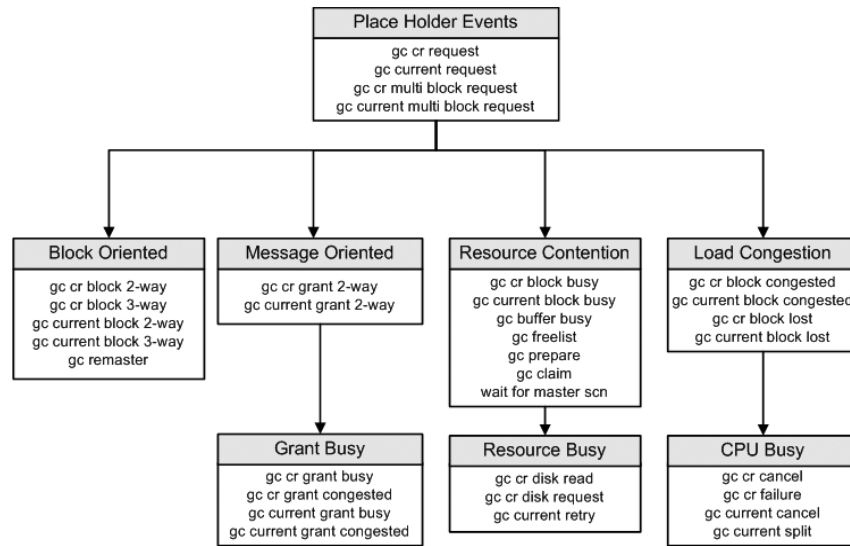 Place Holder Events
gc cr request
gc current request
gc cr multi block request
gc current multi block request
Block Oriented
gc cr block 2-way
gc cr block 3-way
gc current block 2-way
gc current block 3-way
gc remaster
Message Oriented
gc cr grant 2-way
gc current grant 2-way
Resource Contention
gc cr block busy
gc current block busy
gc buffer busy
gc freelist
gc prepare
gc claim
wait for master scn
Load Congestion
gc cr block congested
gc current block congested
gc cr block lost
gc current block lost
Grant Busy
gc cr grant busy
gc cr grant congested
gc current grant busy
gc current grant congested
Resource Busy
gc cr disk read
gc cr disk request
gc current retry
CPU Busy
gc cr cancel
gc cr failure
gc current cancel
gc current split